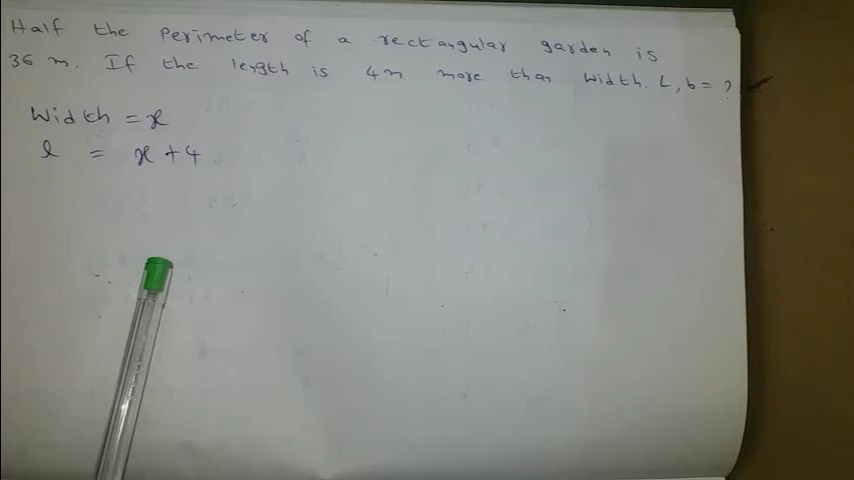 Half the perimeter of a rectangular garden is
36 m. If the length is 4m more than width. L, b = ?
Width = x
l = x + 4